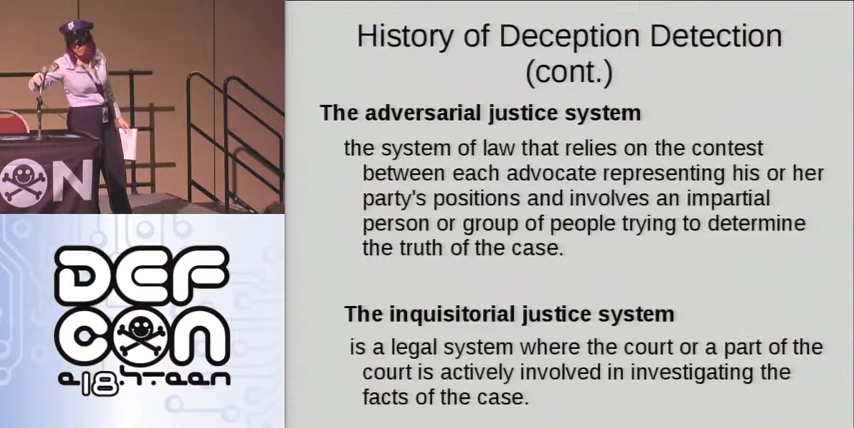 History of Deception Detection
(cont.)
The adversarial justice system
the system of law that relies on the contest
between each advocate representing his or her
party's positions and involves an impartial
person or group of people trying to determine
the truth of the case.
The inquisitorial justice system
is a legal system where the court or a part of the
court is actively involved in investigating the
facts of the case.
ON
DEF
CON
e18hteen